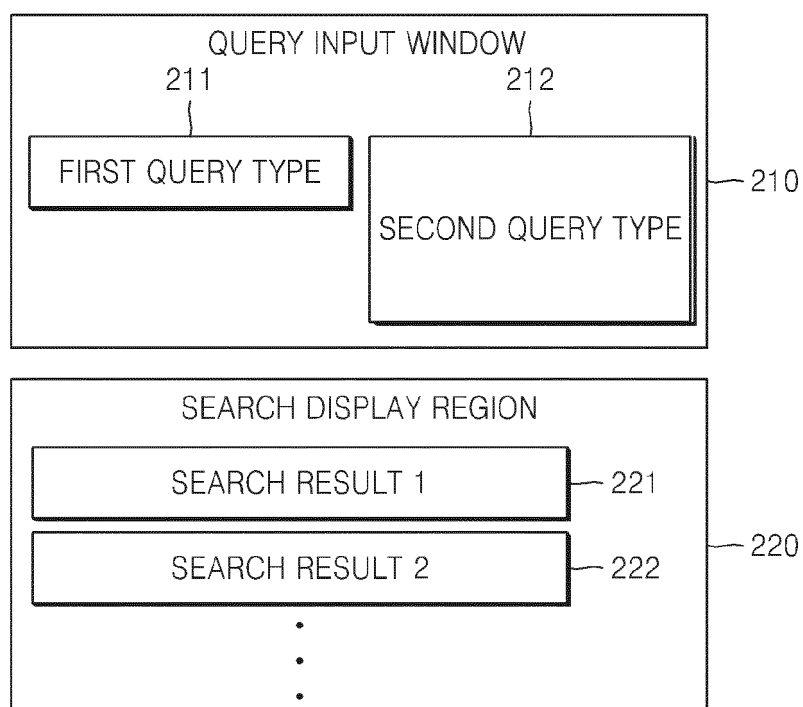 QUERY INPUT WINDOW
211
212
FIRST QUERY TYPE
SECOND QUERY TYPE
210
SEARCH DISPLAY REGION
SEARCH RESULT 1
221
SEARCH RESULT 2
222
220